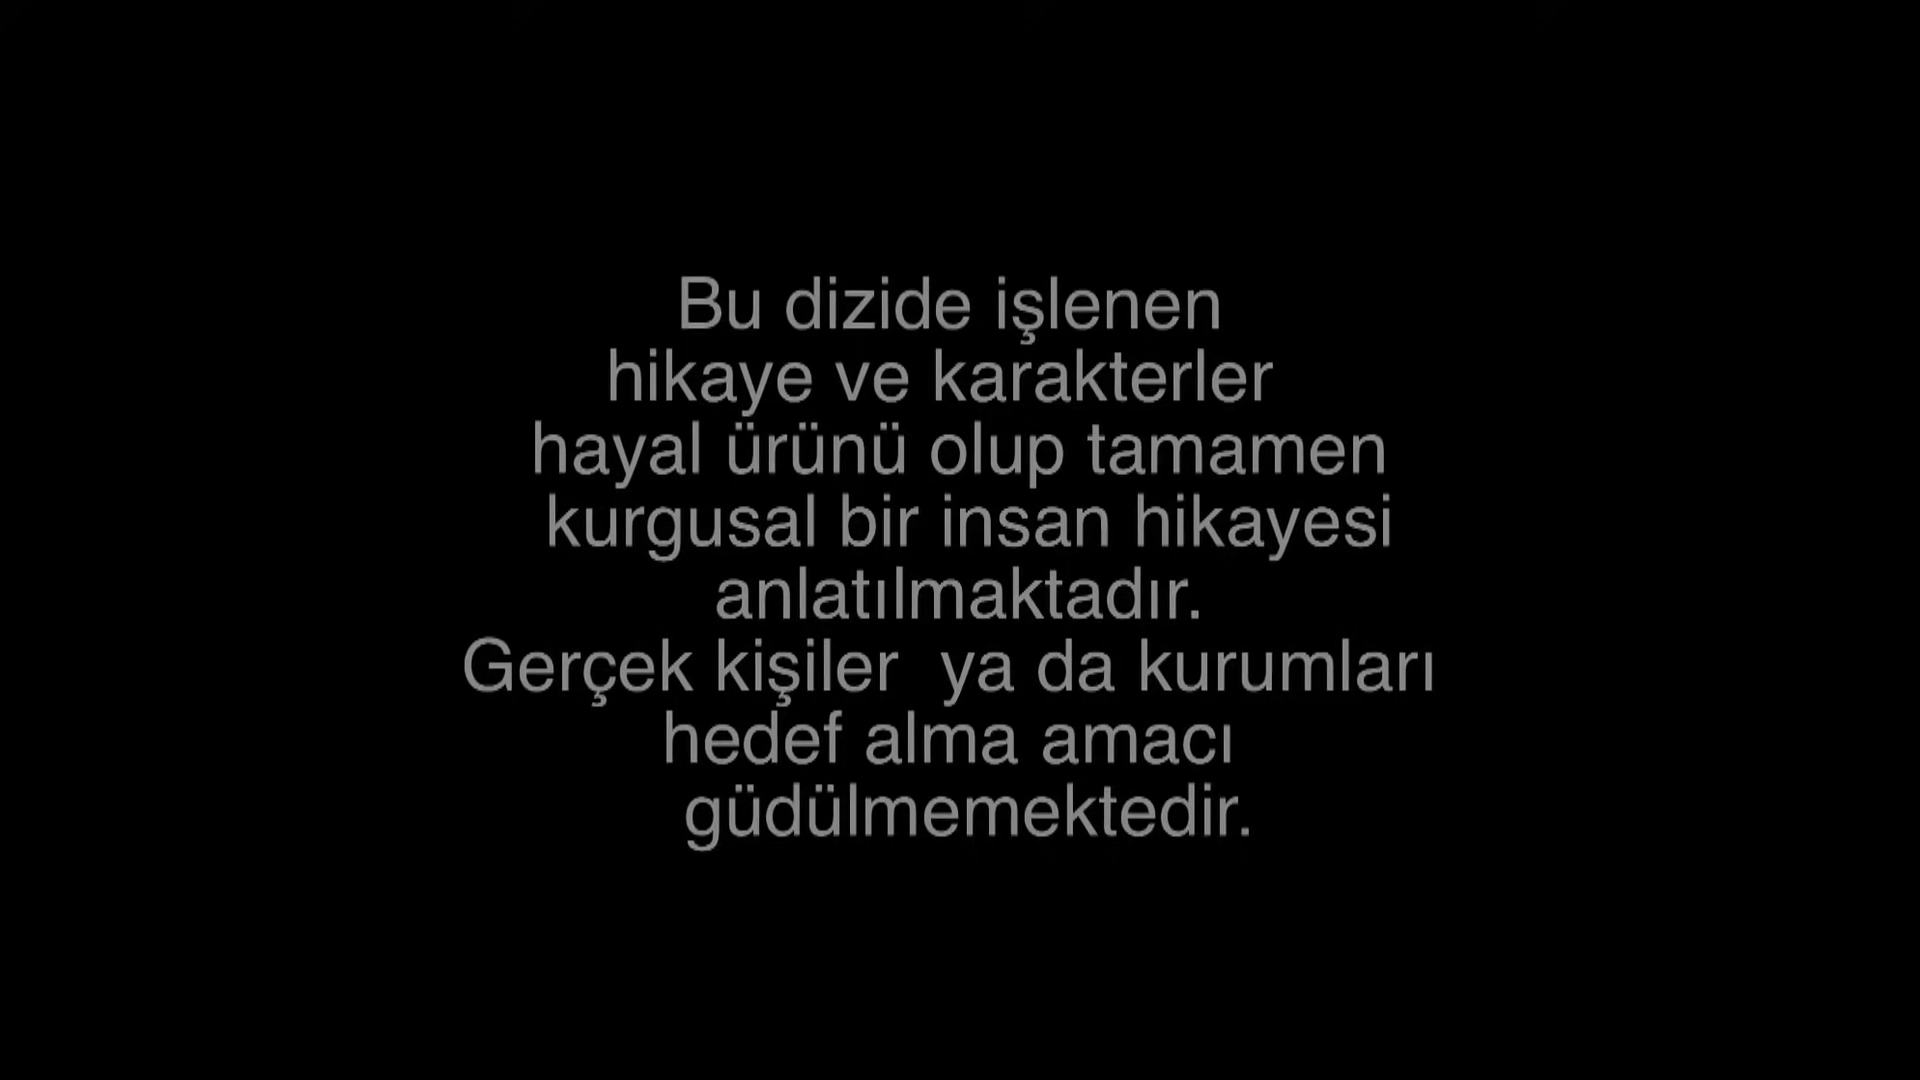 Bu dizide işlenen
hikaye ve karakterler
hayal ürünü olup tamamen
kurgusal bir insan hikayesi
anlatılmaktadır.
Gerçek kişiler  ya da kurumları
hedef alma amacı
güdülmemektedir.